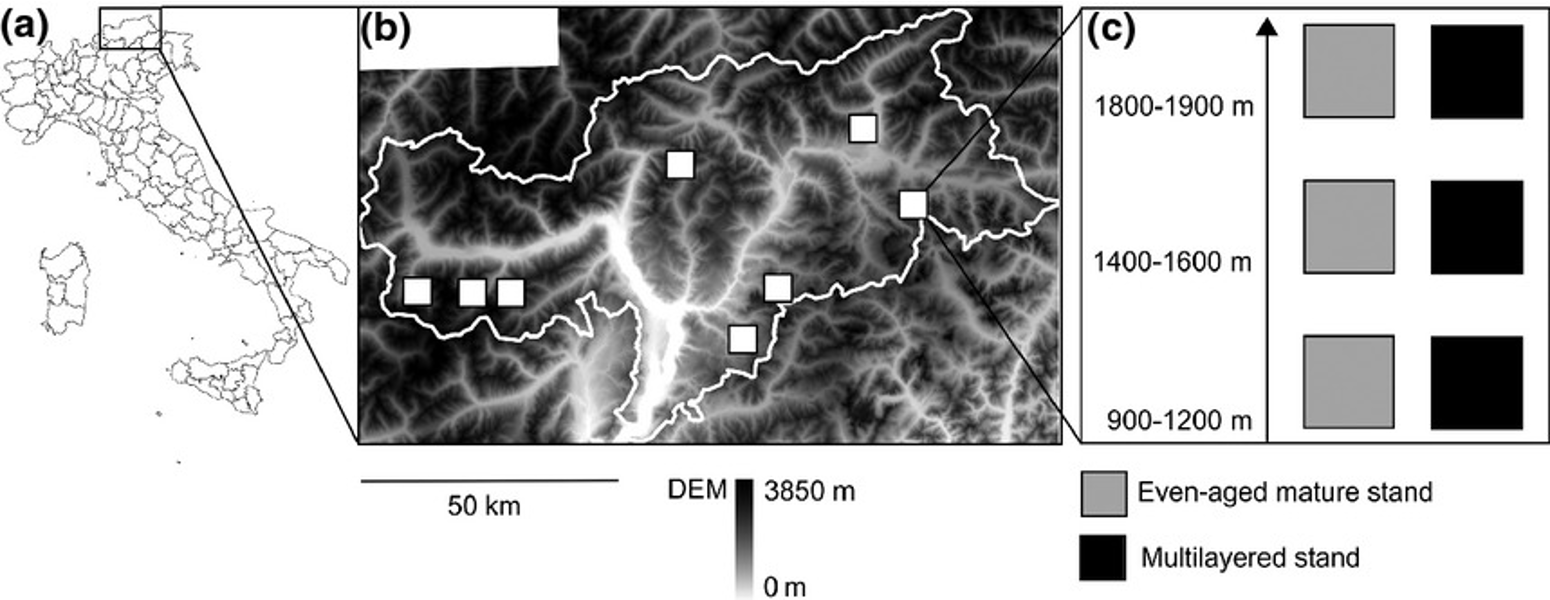 (a)
(b)
(c)
1800-1900 m
1400-1600 m
900-1200 m
50 km
DEM
3850 m
0 m
Even-aged mature stand
Multilayered stand